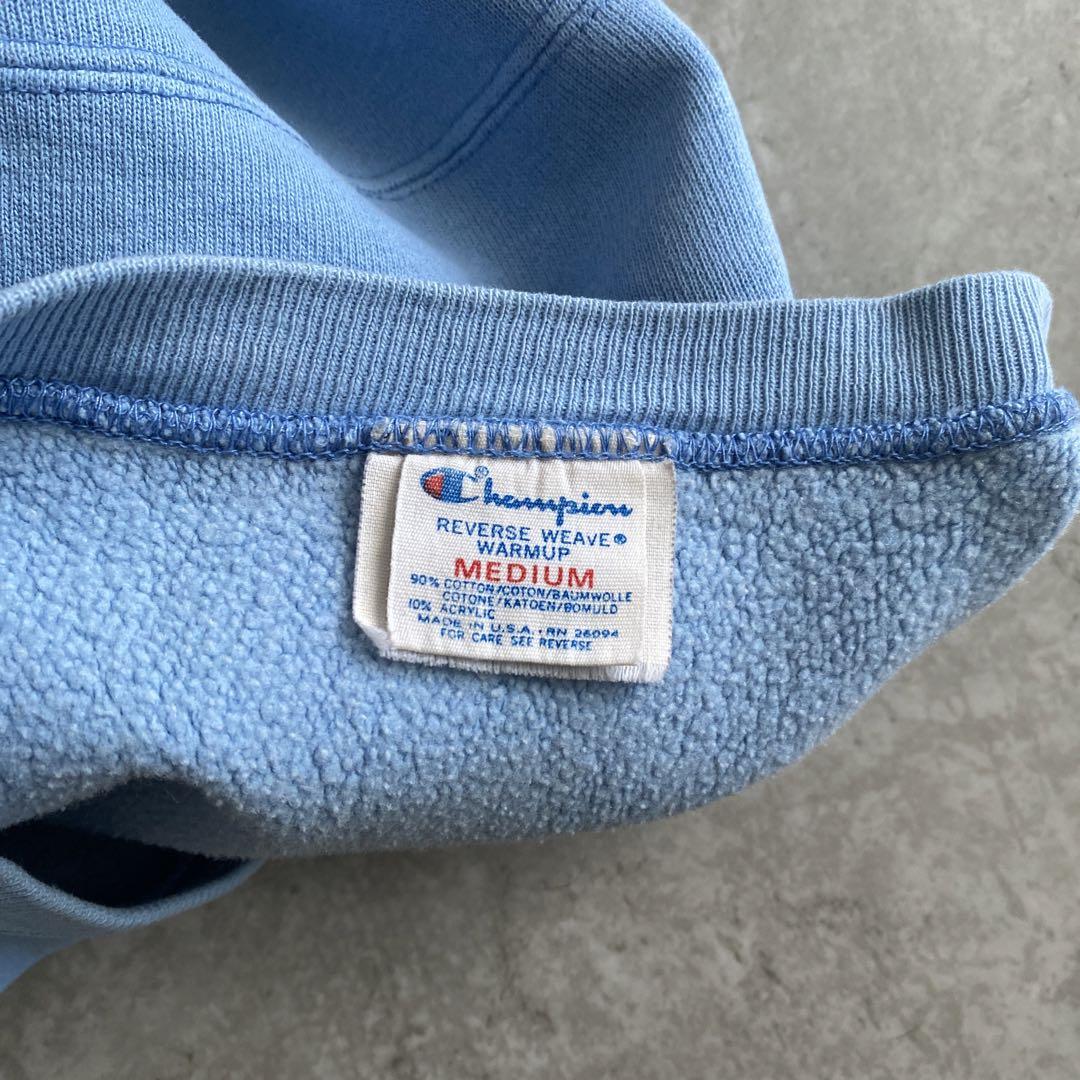 Champion®
REVERSE WEAVE®
WARMUP
MEDIUM
90% COTTON/COTON/BAUMWOLLE
COTONE/KATOEN/BOMULD
10% ACRYLIC
MADE IN U.S.A. · RN 26094
FOR CARE SEE REVERSE